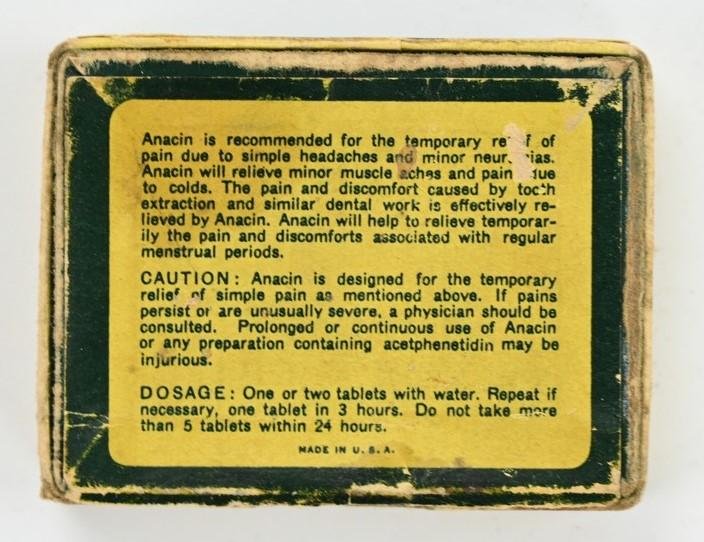 Anacin is recommended for the temporary relief of
pain due to simple headaches and minor neuralgias.
Anacin will relieve minor muscle aches and pain due
to colds. The pain and discomfort caused by tooth
extraction and similar dental work is effectively re-
lieved by Anacin. Anacin will help to relieve temporar-
ily the pain and discomforts associated with regular
menstrual periods.
CAUTION: Anacin is designed for the temporary
relief of simple pain as mentioned above. If pains
persist or are unusually severe, a physician should be
consulted. Prolonged or continuous use of Anacin
or any preparation containing acetphenetidin may be
injurious.
DOSAGE: One or two tablets with water. Repeat if
necessary, one tablet in 3 hours. Do not take more
than 5 tablets within 24 hours.
MADE IN U. S. A.